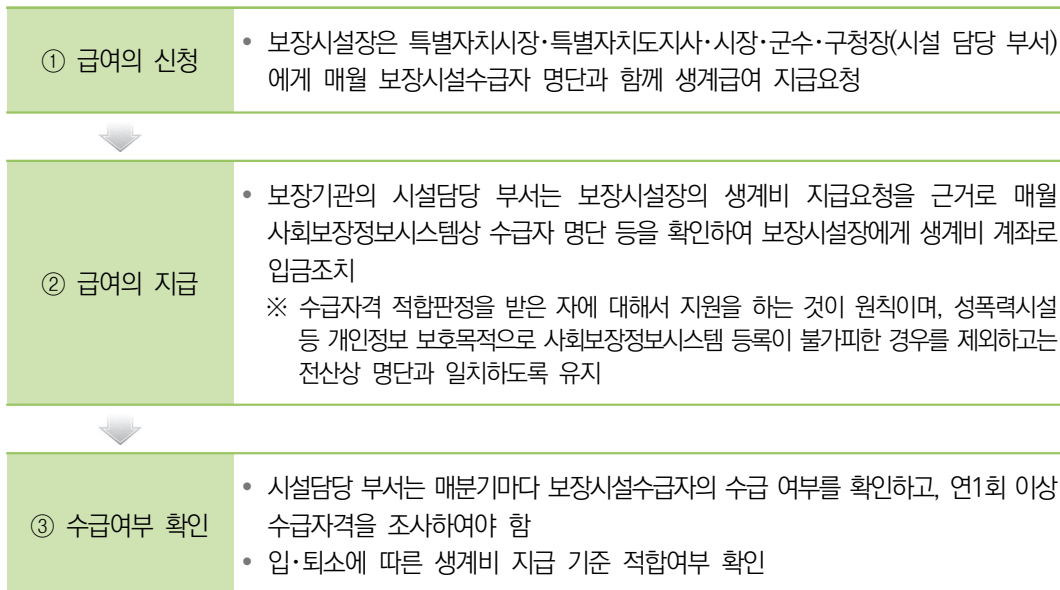 ① 급여의 신청
• 보장시설장은 특별자치시장·특별자치도지사·시장·군수·구청장(시설 담당 부서)
에게 매월 보장시설수급자 명단과 함께 생계급여 지급요청
② 급여의 지급
• 보장기관의 시설담당 부서는 보장시설장의 생계비 지급요청을 근거로 매월
사회보장정보시스템상 수급자 명단 등을 확인하여 보장시설장에게 생계비 계좌로
입금조치
※ 수급자격 적합판정을 받은 자에 대해서 지원을 하는 것이 원칙이며, 성폭력시설
등 개인정보 보호목적으로 사회보장정보시스템 등록이 불가피한 경우를 제외하고는
전산상 명단과 일치하도록 유지
③ 수급여부 확인
• 시설담당 부서는 매분기마다 보장시설수급자의 수급 여부를 확인하고, 연1회 이상
수급자격을 조사하여야 함
• 입·퇴소에 따른 생계비 지급 기준 적합여부 확인